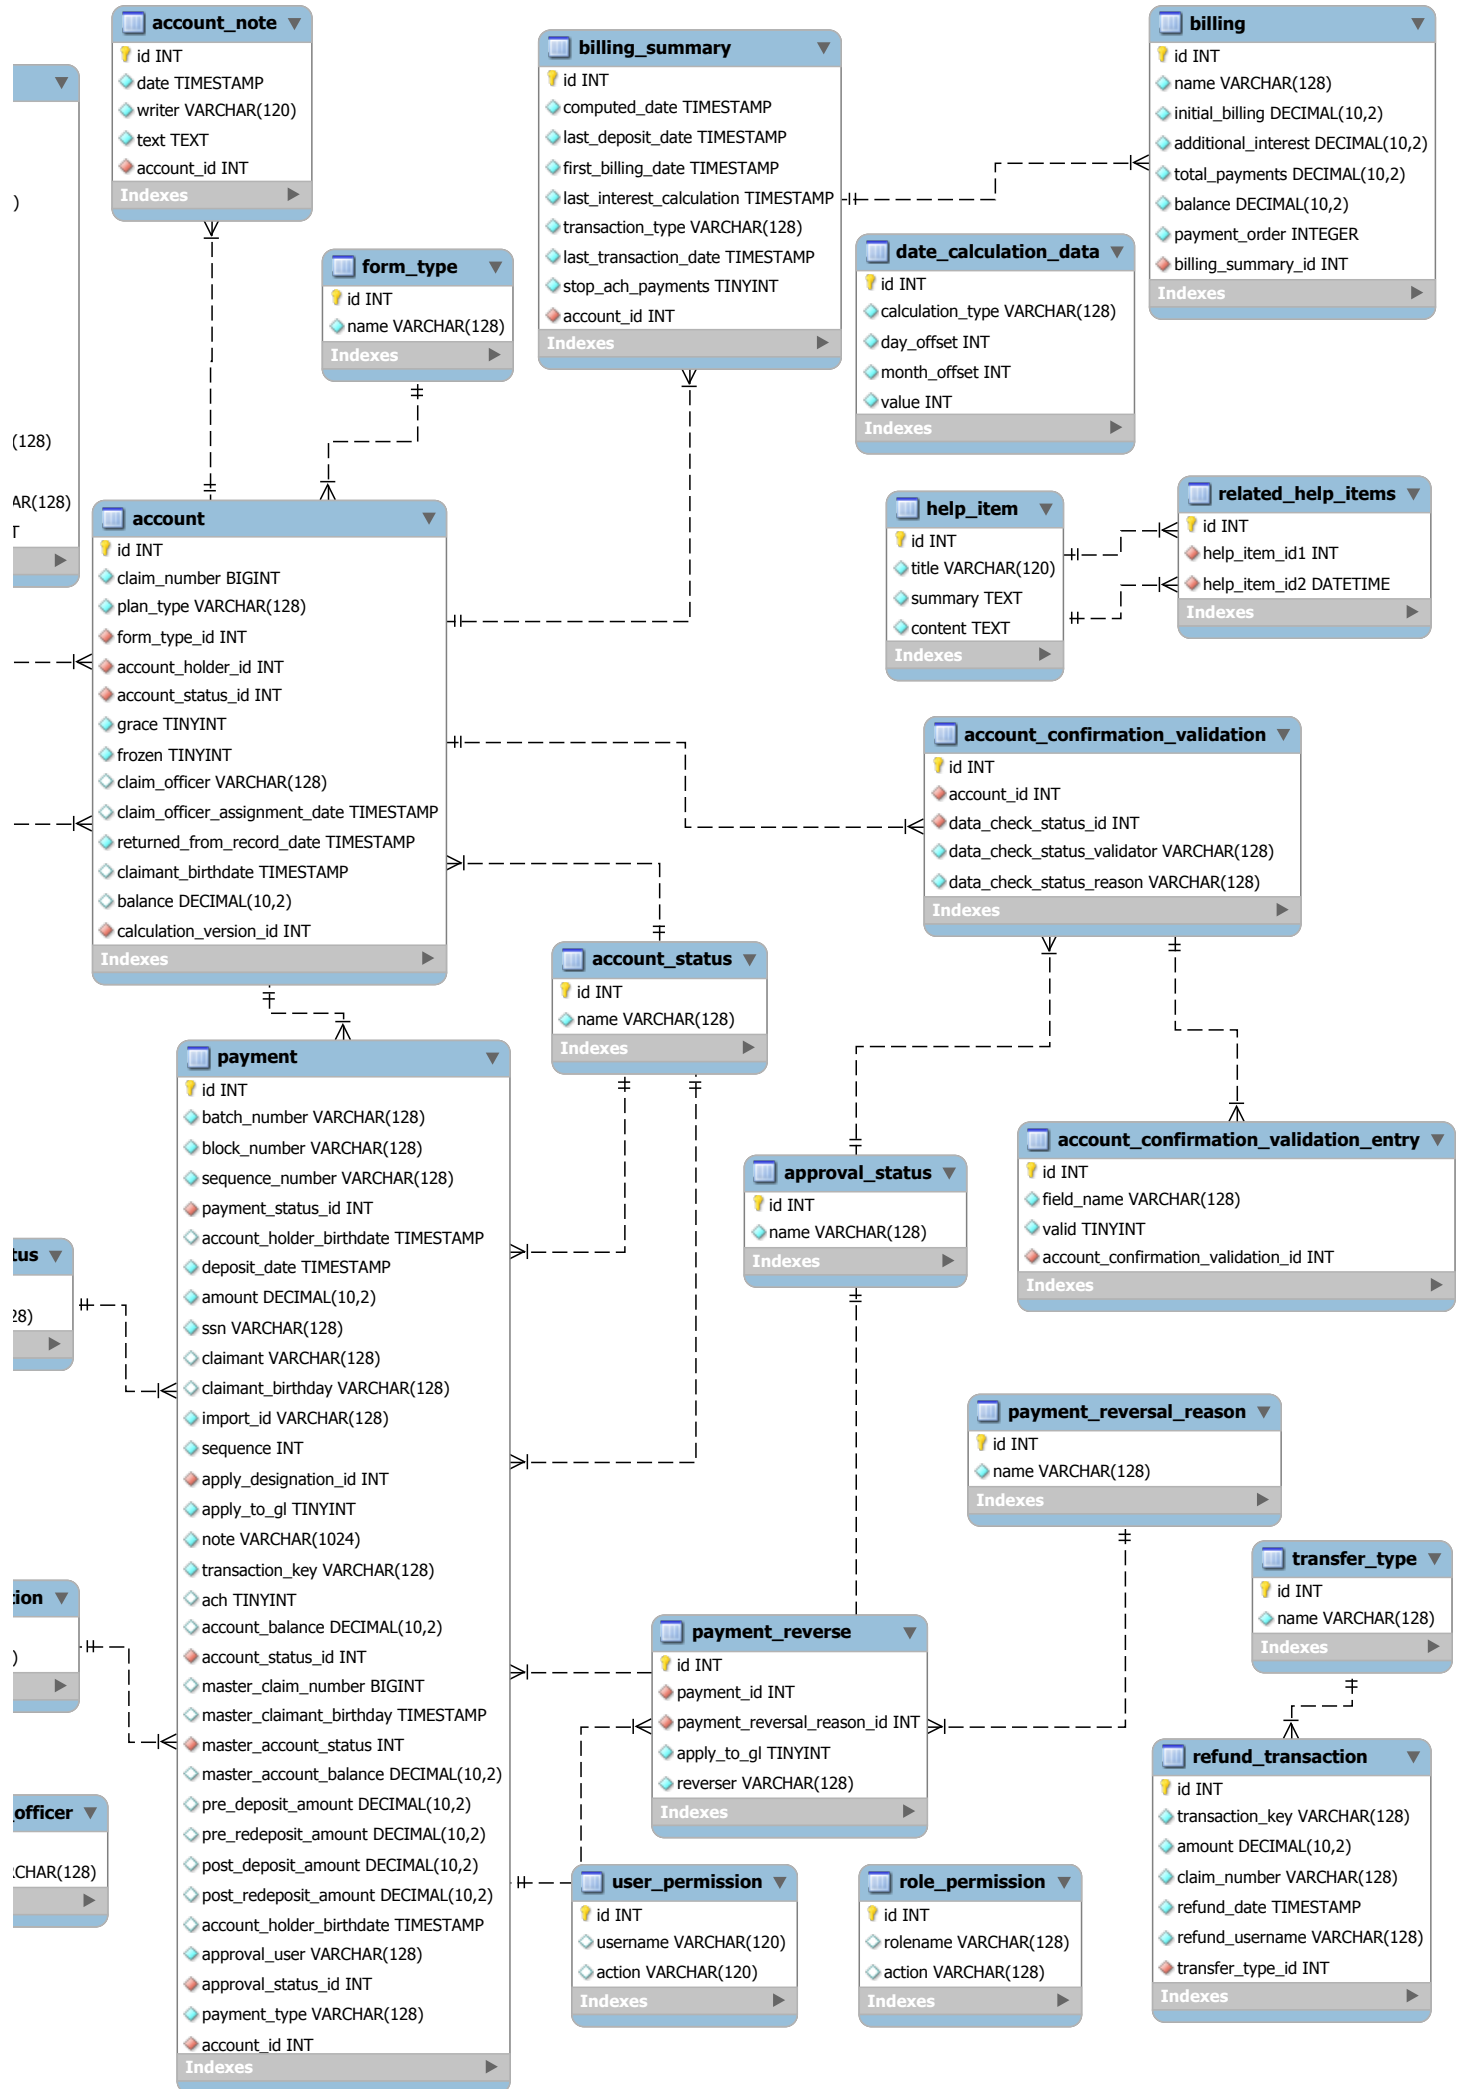 account_note
id INT
date TIMESTAMP
writer VARCHAR(120)
text TEXT
account_id INT
Indexes
billing_summary
id INT
computed_date TIMESTAMP
last_deposit_date TIMESTAMP
first_billing_date TIMESTAMP
last_interest_calculation TIMESTAMP
transaction_type VARCHAR(128)
last_transaction_date TIMESTAMP
stop_ach_payments TINYINT
account_id INT
Indexes
billing
id INT
name VARCHAR(128)
initial_billing DECIMAL(10,2)
additional_interest DECIMAL(10,2)
total_payments DECIMAL(10,2)
balance DECIMAL(10,2)
payment_order INTEGER
billing_summary_id INT
Indexes
)
(128)
AR(128)
T
form_type
id INT
name VARCHAR(128)
Indexes
date_calculation_data
id INT
calculation_type VARCHAR(128)
day_offset INT
month_offset INT
value INT
Indexes
help_item
id INT
title VARCHAR(120)
summary TEXT
content TEXT
Indexes
related_help_items
id INT
help_item_id1 INT
help_item_id2 DATETIME
Indexes
account
id INT
claim_number BIGINT
plan_type VARCHAR(128)
form_type_id INT
account_holder_id INT
account_status_id INT
grace TINYINT
frozen TINYINT
claim_officer VARCHAR(128)
claim_officer_assignment_date TIMESTAMP
returned_from_record_date TIMESTAMP
claimant_birthdate TIMESTAMP
balance DECIMAL(10,2)
calculation_version_id INT
Indexes
account_confirmation_validation
id INT
account_id INT
data_check_status_id INT
data_check_status_validator VARCHAR(128)
data_check_status_reason VARCHAR(128)
Indexes
account_status
id INT
name VARCHAR(128)
Indexes
payment
id INT
batch_number VARCHAR(128)
block_number VARCHAR(128)
sequence_number VARCHAR(128)
payment_status_id INT
account_holder_birthdate TIMESTAMP
deposit_date TIMESTAMP
amount DECIMAL(10,2)
ssn VARCHAR(128)
claimant VARCHAR(128)
claimant_birthday VARCHAR(128)
import_id VARCHAR(128)
sequence INT
apply_designation_id INT
apply_to_gl TINYINT
note VARCHAR(1024)
transaction_key VARCHAR(128)
ach TINYINT
account_balance DECIMAL(10,2)
account_status_id INT
master_claim_number BIGINT
master_claimant_birthday TIMESTAMP
master_account_status INT
master_account_balance DECIMAL(10,2)
pre_deposit_amount DECIMAL(10,2)
pre_redeposit_amount DECIMAL(10,2)
post_deposit_amount DECIMAL(10,2)
post_redeposit_amount DECIMAL(10,2)
account_holder_birthdate TIMESTAMP
approval_user VARCHAR(128)
approval_status_id INT
payment_type VARCHAR(128)
account_id INT
Indexes
approval_status
id INT
name VARCHAR(128)
Indexes
account_confirmation_validation_entry
id INT
field_name VARCHAR(128)
valid TINYINT
account_confirmation_validation_id INT
Indexes
tus
28)
payment_reversal_reason
id INT
name VARCHAR(128)
Indexes
transfer_type
id INT
name VARCHAR(128)
Indexes
tion
)
payment_reverse
id INT
payment_id INT
payment_reversal_reason_id INT
apply_to_gl TINYINT
reverser VARCHAR(128)
Indexes
refund_transaction
id INT
transaction_key VARCHAR(128)
amount DECIMAL(10,2)
claim_number VARCHAR(128)
refund_date TIMESTAMP
refund_username VARCHAR(128)
transfer_type_id INT
Indexes
_officer
RCHAR(128)
user_permission
id INT
username VARCHAR(120)
action VARCHAR(120)
Indexes
role_permission
id INT
rolename VARCHAR(128)
action VARCHAR(128)
Indexes